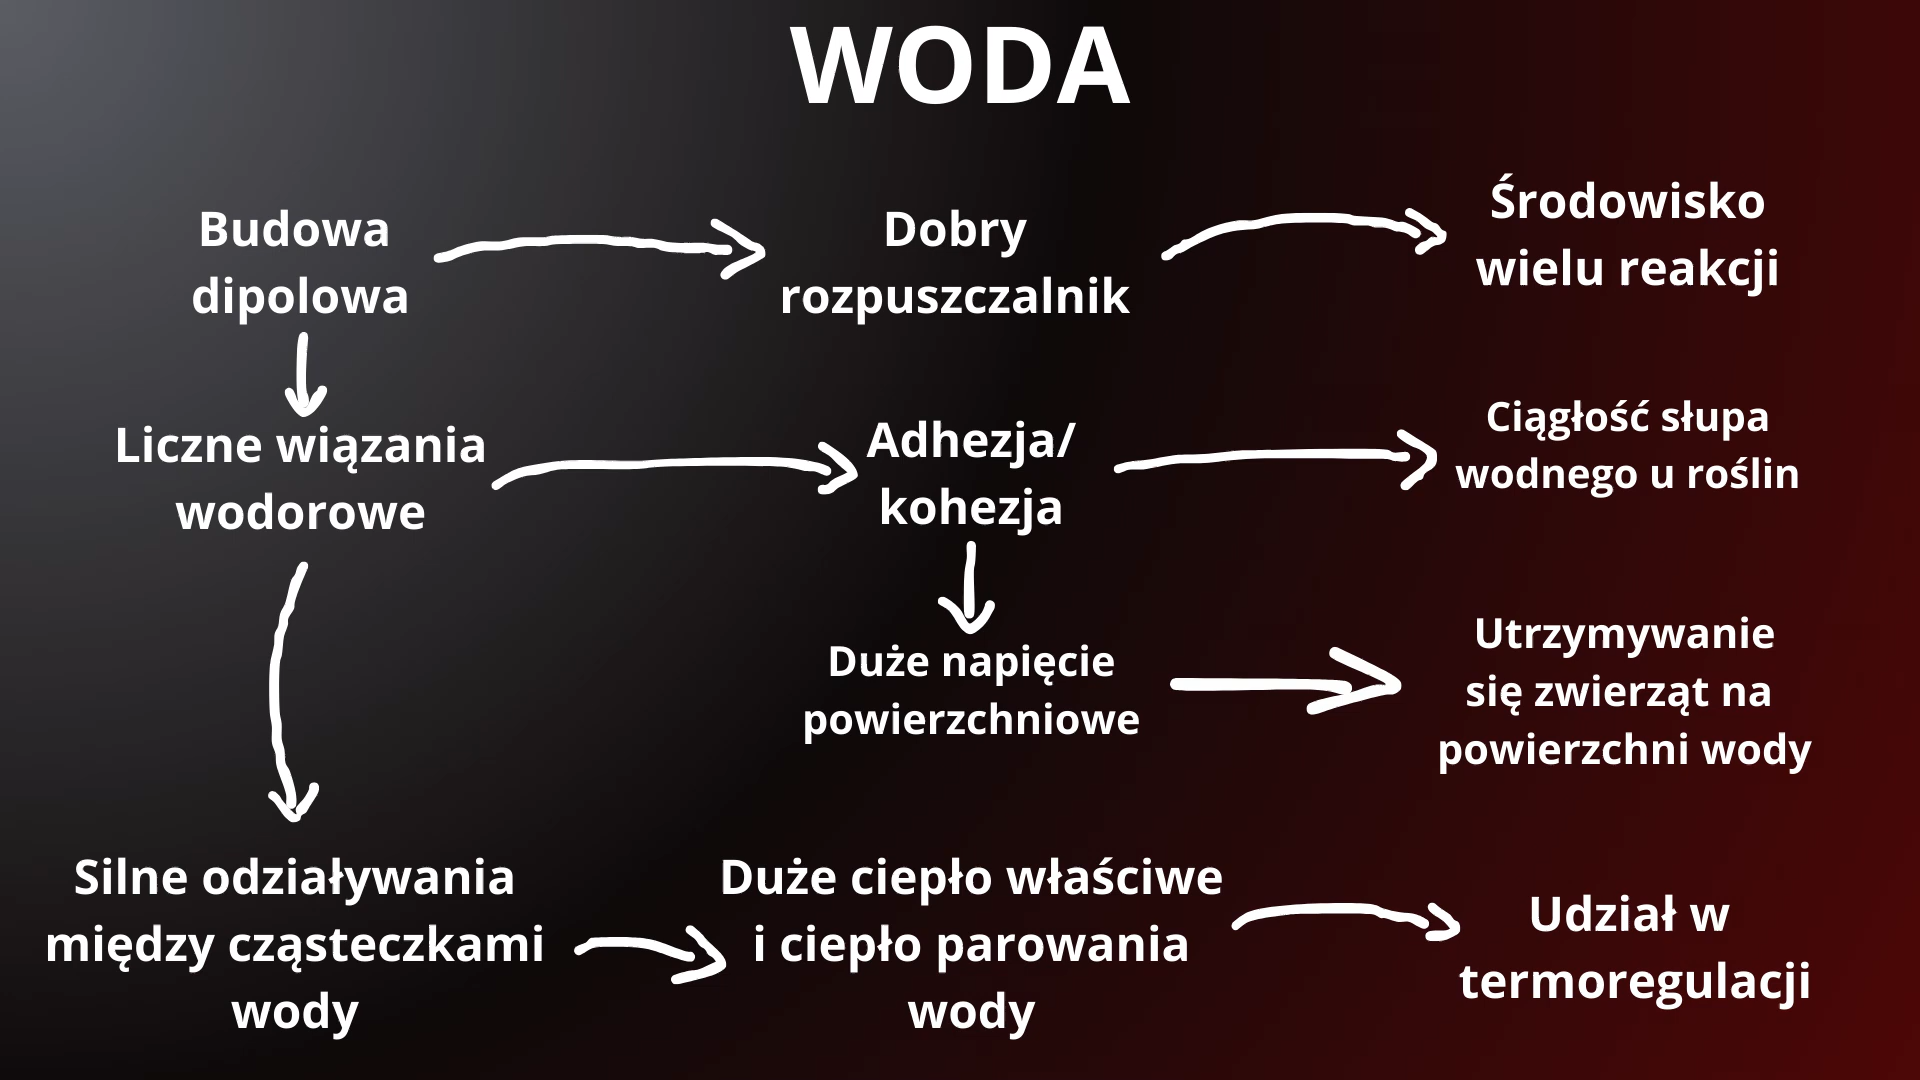 WODA
Budowa
dipolowa
Dobry
rozpuszczalnik
Środowisko
wielu reakcji
Liczne wiązania
wodorowe
Adhezja/
kohezja
Ciągłość słupa
wodnego u roślin
Duże napięcie
powierzchniowe
Utrzymywanie
się zwierząt na
powierzchni wody
Silne odziaływania
między cząsteczkami
wody
Duże ciepło właściwe
i ciepło parowania
wody
Udział w
termoregulacji